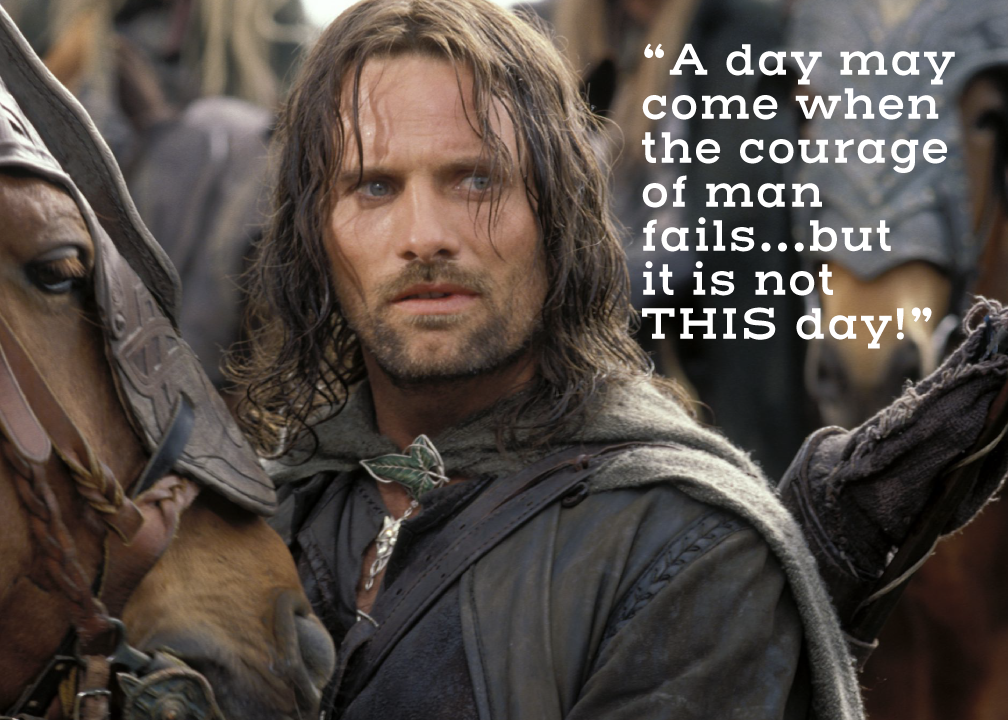 “A day may
come when
the courage
of man
fails...but
it is not
THIS day!”